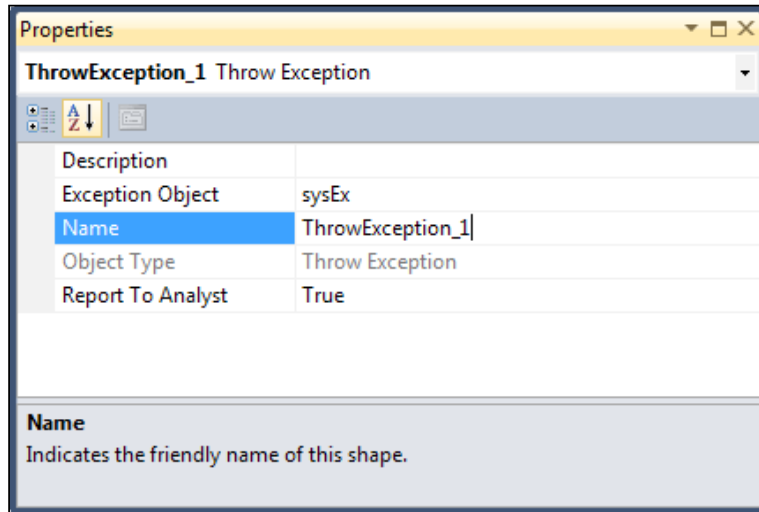 Properties
ThrowException_1 Throw Exception
A
Z
Description
Exception Object sysEx
Name ThrowException_1
Object Type Throw Exception
Report To Analyst True
Name
Indicates the friendly name of this shape.